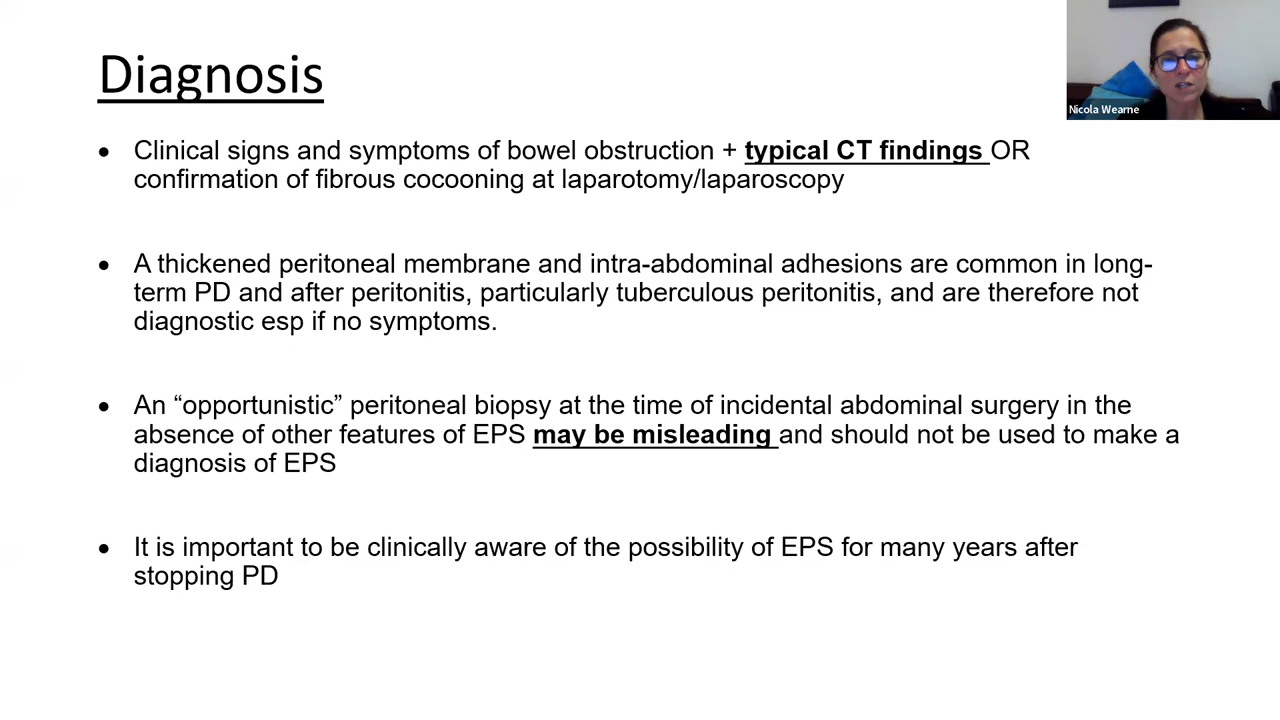 Diagnosis
Nicola Wearne
• Clinical signs and symptoms of bowel obstruction + typical CT findings OR
confirmation of fibrous cocooning at laparotomy/laparoscopy
• A thickened peritoneal membrane and intra-abdominal adhesions are common in long-
term PD and after peritonitis, particularly tuberculous peritonitis, and are therefore not
diagnostic esp if no symptoms.
• An “opportunistic” peritoneal biopsy at the time of incidental abdominal surgery in the
absence of other features of EPS may be misleading and should not be used to make a
diagnosis of EPS
• It is important to be clinically aware of the possibility of EPS for many years after
stopping PD